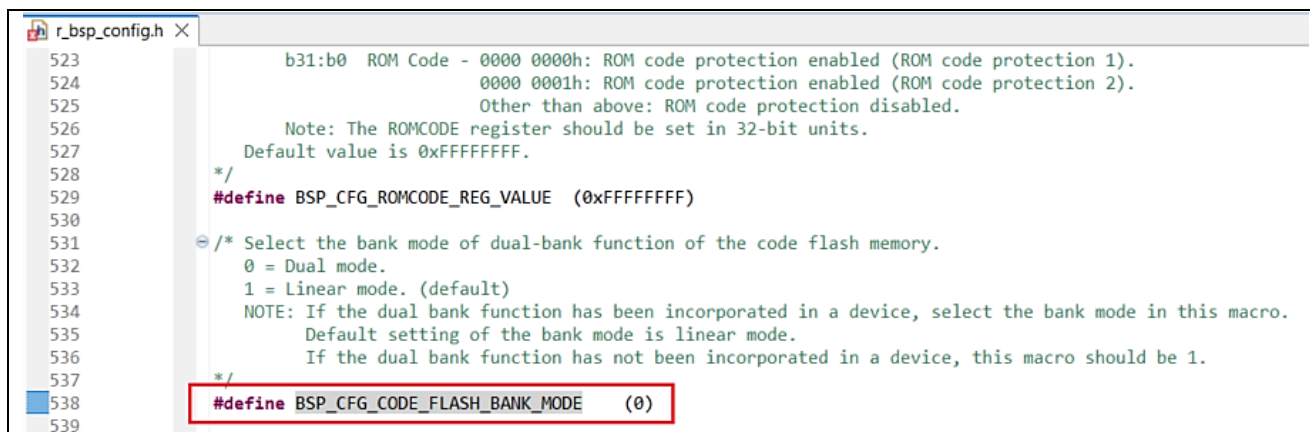 r_bsp_config.h
523 b31:b0 ROM Code - 0000 0000h: ROM code protection enabled (ROM code protection 1).
524 0000 0001h: ROM code protection enabled (ROM code protection 2).
525 Other than above: ROM code protection disabled.
526 Note: The ROMCODE register should be set in 32-bit units.
527 Default value is 0xFFFFFFFF.
528 */
529 #define BSP_CFG_ROMCODE_REG_VALUE (0xFFFFFFFF)
530
531 /* Select the bank mode of dual-bank function of the code flash memory.
532 0 = Dual mode.
533 1 = Linear mode. (default)
534 NOTE: If the dual bank function has been incorporated in a device, select the bank mode in this macro.
535 Default setting of the bank mode is linear mode.
536 If the dual bank function has not been incorporated in a device, this macro should be 1.
537 */
538 #define BSP_CFG_CODE_FLASH_BANK_MODE (0)
539